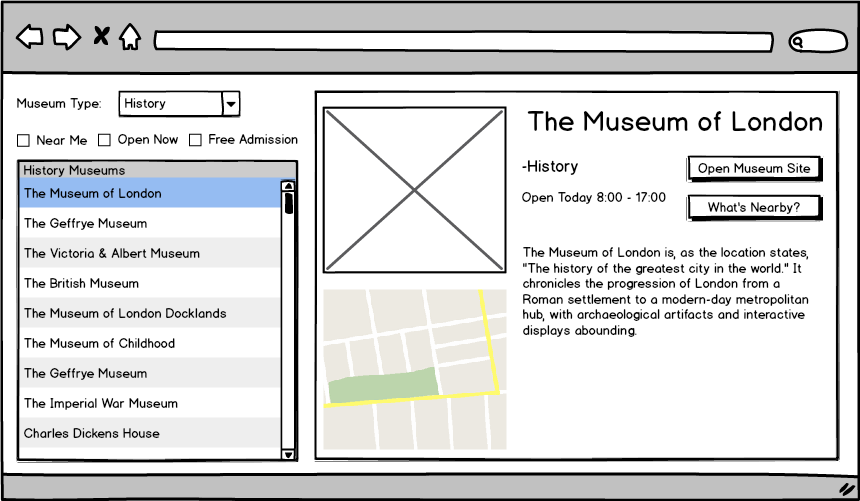 Museum Type: History
Near Me Open Now Free Admission
History Museums
The Museum of London
The Geffrye Museum
The Victoria & Albert Museum
The British Museum
The Museum of London Docklands
The Museum of Childhood
The Geffrye Museum
The Imperial War Museum
Charles Dickens House
The Museum of London
-History
Open Museum Site
Open Today 8:00 - 17:00
What's Nearby?
The Museum of London is, as the location states,
"The history of the greatest city in the world." It
chronicles the progression of London from a
Roman settlement to a modern-day metropolitan
hub, with archaeological artifacts and interactive
displays abounding.